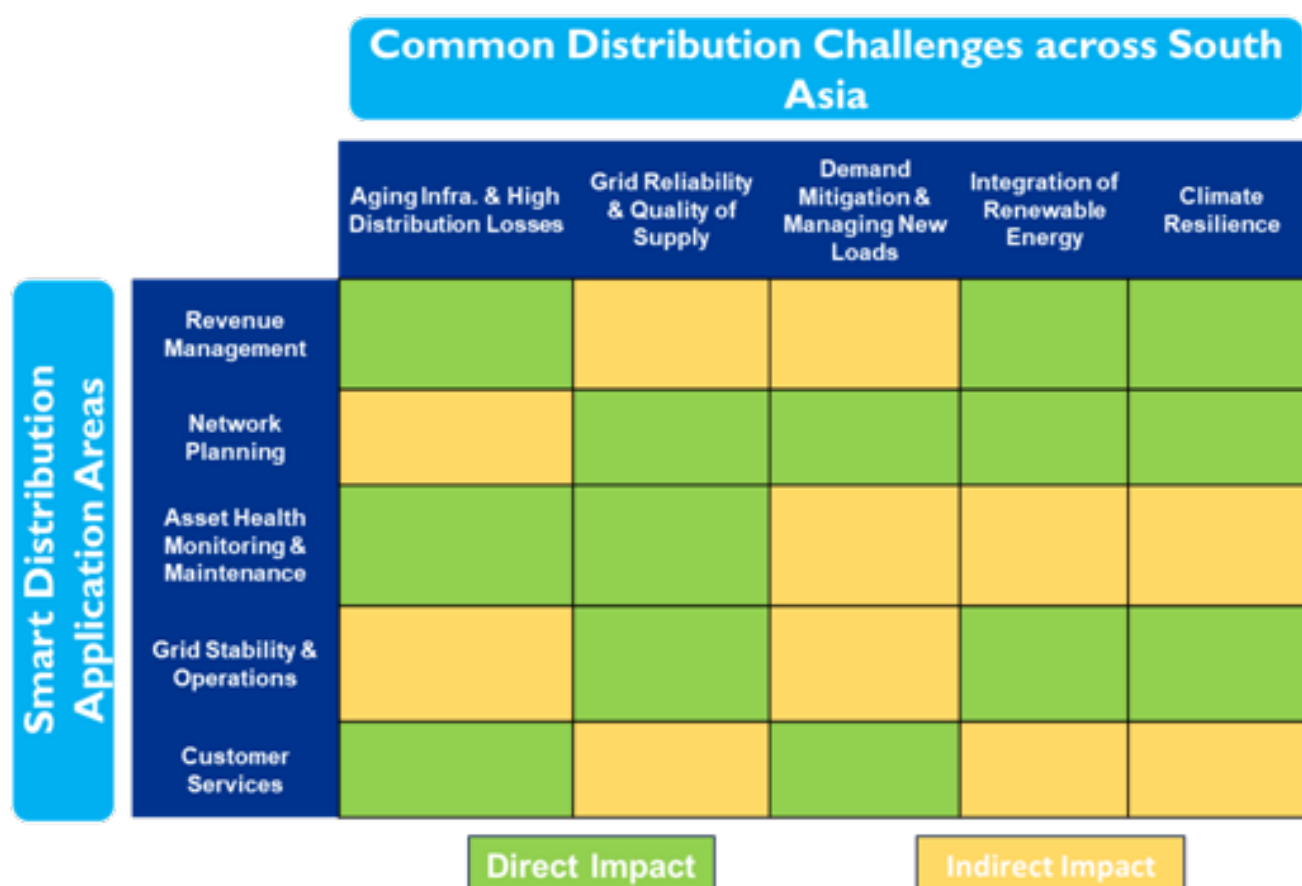 Common Distribution Challenges across South
Asia
Aging Infra. & High
Distribution Losses
Grid Reliability
& Quality of
Supply
Demand
Mitigation &
Managing New
Loads
Integration of
Renewable
Energy
Climate
Resilience
Smart Distribution
Application Areas
Revenue
Management
Network
Planning
Asset Health
Monitoring &
Maintenance
Grid Stability &
Operations
Customer
Services
Direct Impact
Indirect Impact